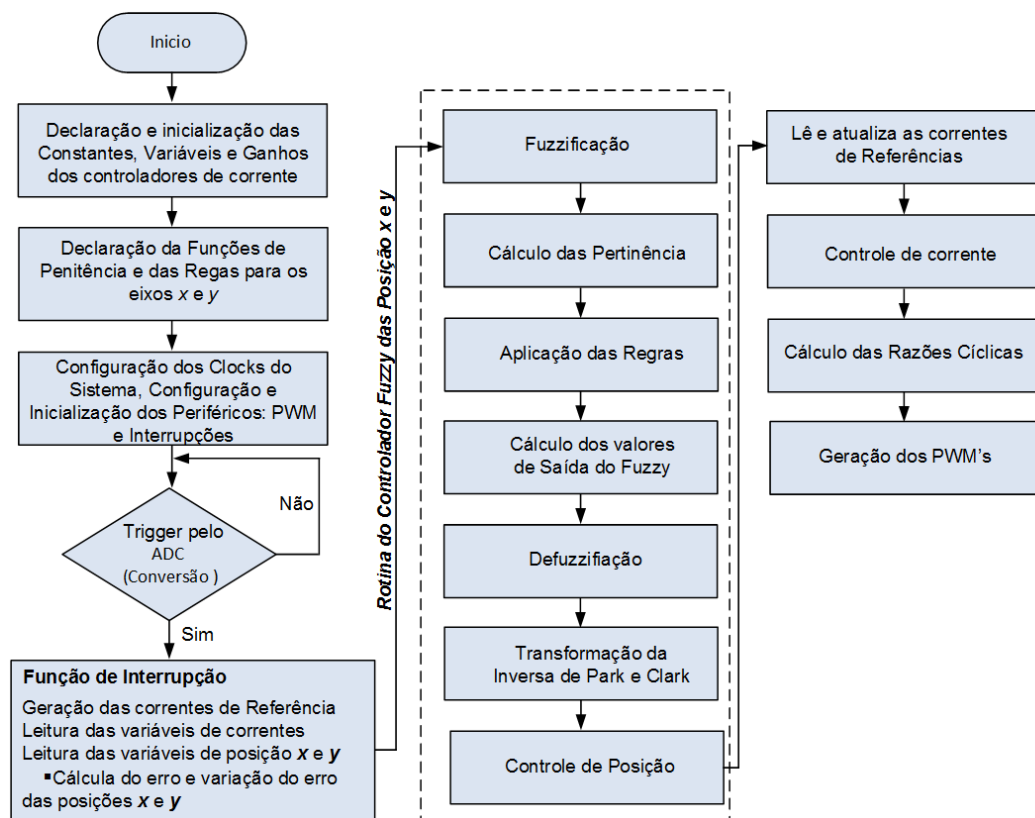 Inicio
Declaração e inicialização das
Constantes, Variáveis e Ganhos
dos controladores de corrente
Declaração da Funções de
Penitência e das Regas para os
eixos x e y
Configuração dos Clocks do
Sistema, Configuração e
Inicialização dos Periféricos: PWM
e Interrupções
Não
Trigger pelo
ADC
(Conversão )
Sim
Função de Interrupção
Geração das correntes de Referência
Leitura das variáveis de correntes
Leitura das variáveis de posição x e y
▪Cálcula do erro e variação do erro
das posições x e y
Rotina do Controlador Fuzzy das Posição x e y
Fuzzificação
Cálculo das Pertinência
Aplicação das Regras
Cálculo dos valores
de Saída do Fuzzy
Defuzzifiação
Transformação da
Inversa de Park e Clark
Controle de Posição
Lê e atualiza as correntes
de Referências
Controle de corrente
Cálculo das Razões Cíclicas
Geração dos PWM's